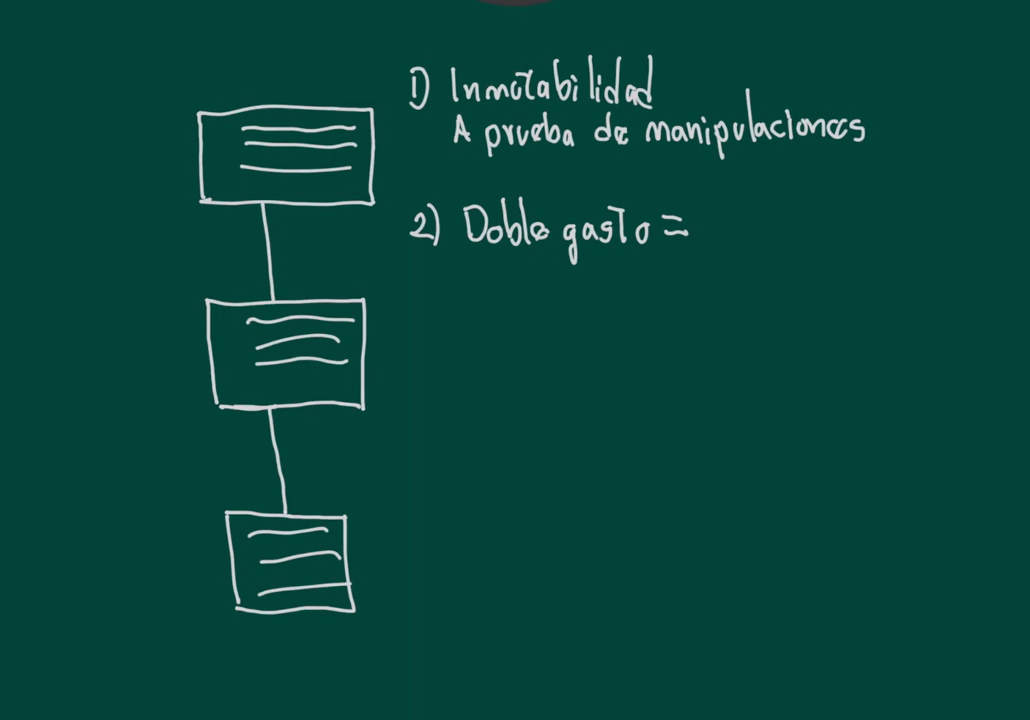 1) Inmutabilidad
A prueba de manipulaciones
2) Doble gasto =